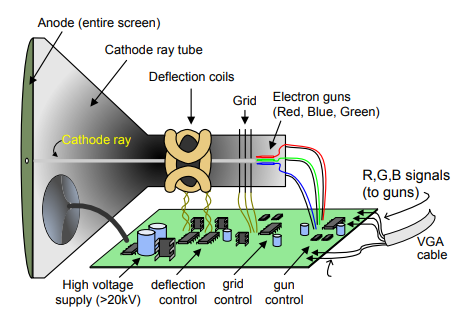 Anode (entire screen)
Cathode ray tube
Deflection coils
Grid
Electron guns
(Red, Blue, Green)
Cathode ray
R,G,B signals
(to guns)
VGA
cable
High voltage
supply (>20kV)
deflection
control
grid
control
gun
control